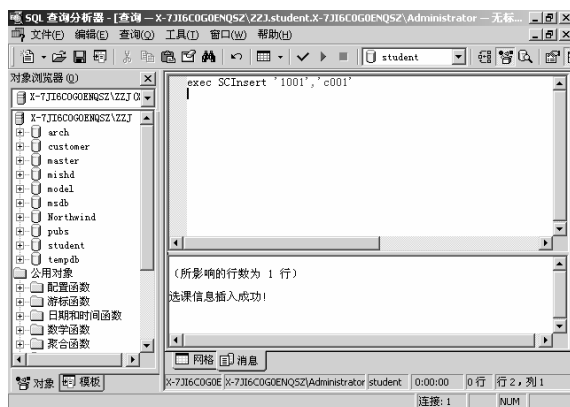 SQL 查询分析器 - [查询 — X-7JI6C0G0ENQSZ\ZZJ.student.X-7JI6C0G0ENQSZ\Administrator — 无标...
文件(F) 编辑(E) 查询(Q) 工具(T) 窗口(W) 帮助(H)
student
对象浏览器(O)
X-7JI6C0G0ENQSZ\ZZJ(X
X-7JI6C0G0ENQSZ\ZZJ
arch
customer
master
mishd
model
msdb
Northwind
pubs
student
tempdb
公用对象
配置函数
游标函数
日期和时间函数
数学函数
聚合函数
对象 模板
exec SCInsert '1001','c001'
(所影响的行数为 1 行)
选课信息插入成功!
网格 消息
X-7JI6C0G0E X-7JI6C0G0ENQSZ\Administrator student 0:00:00 0 行 行 2，列 1
连接: 1 NUM